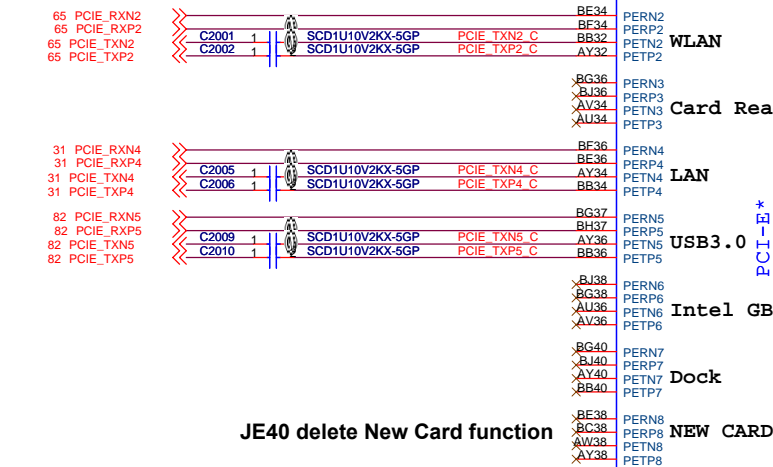 65 PCIE_RXN2 BE34 PERN2
65 PCIE_RXP2 BF34 PERP2
65 PCIE_TXN2 C2001 1 SCD1U10V2KX-5GP PCIE_TXN2_C BB32 PETN2 WLAN
65 PCIE_TXP2 C2002 1 SCD1U10V2KX-5GP PCIE_TXP2_C AY32 PETP2
BG36 PERN3
BJ36 PERP3
AV34 PETN3 Card Rea
AU34 PETP3
31 PCIE_RXN4 BF36 PERN4
31 PCIE_RXP4 BE36 PERP4
31 PCIE_TXN4 C2005 1 SCD1U10V2KX-5GP PCIE_TXN4_C AY34 PETN4 LAN
31 PCIE_TXP4 C2006 1 SCD1U10V2KX-5GP PCIE_TXP4_C BB34 PETP4
82 PCIE_RXN5 BG37 PERN5
82 PCIE_RXP5 BH37 PERP5
82 PCIE_TXN5 C2009 1 SCD1U10V2KX-5GP PCIE_TXN5_C AY36 PETN5 USB3.0
82 PCIE_TXP5 C2010 1 SCD1U10V2KX-5GP PCIE_TXP5_C BB36 PETP5
PCI-E*
BJ38 PERN6
BG38 PERP6
AU36 PETN6 Intel GB
AV36 PETP6
BG40 PERN7
BJ40 PERP7
AY40 PETN7 Dock
BB40 PETP7
BE38 PERN8
JE40 delete New Card function BC38 PERP8 NEW CARD
AW38 PETN8
AY38 PETP8